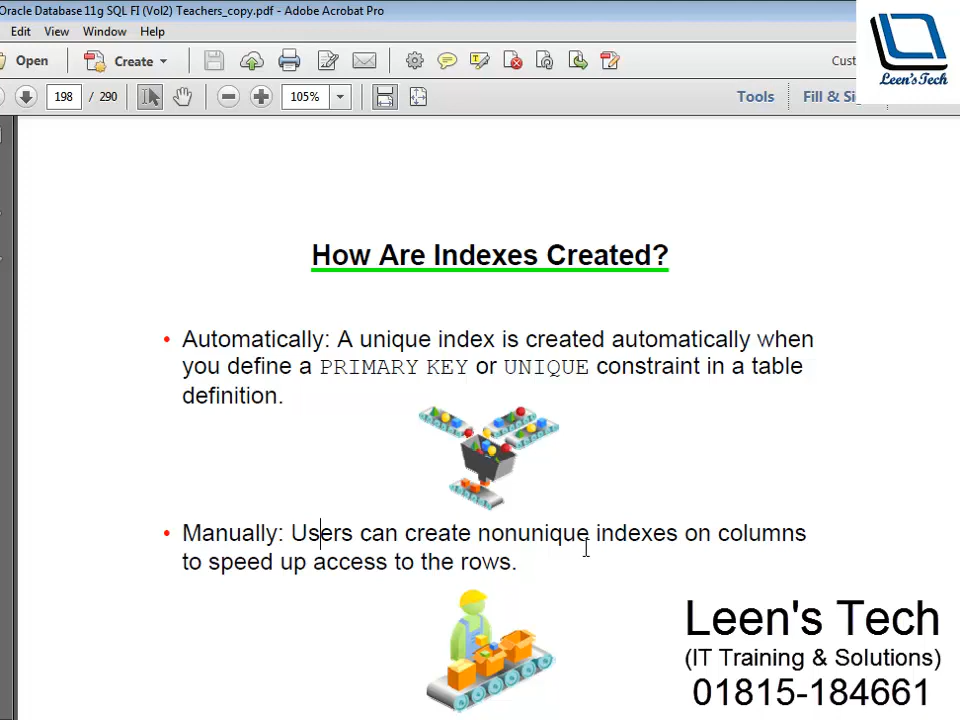 Oracle Database 11g SQL FI (Vol2) Teachers_copy.pdf - Adobe Acrobat Pro
Edit View Window Help
Open Create Cust
198 / 290 105% Tools Fill & Si
Leen'sTech
How Are Indexes Created?
• Automatically: A unique index is created automatically when
you define a PRIMARY KEY or UNIQUE constraint in a table
definition.
• Manually: Users can create nonunique indexes on columns
to speed up access to the rows.
Leen's Tech
(IT Training & Solutions)
01815-184661